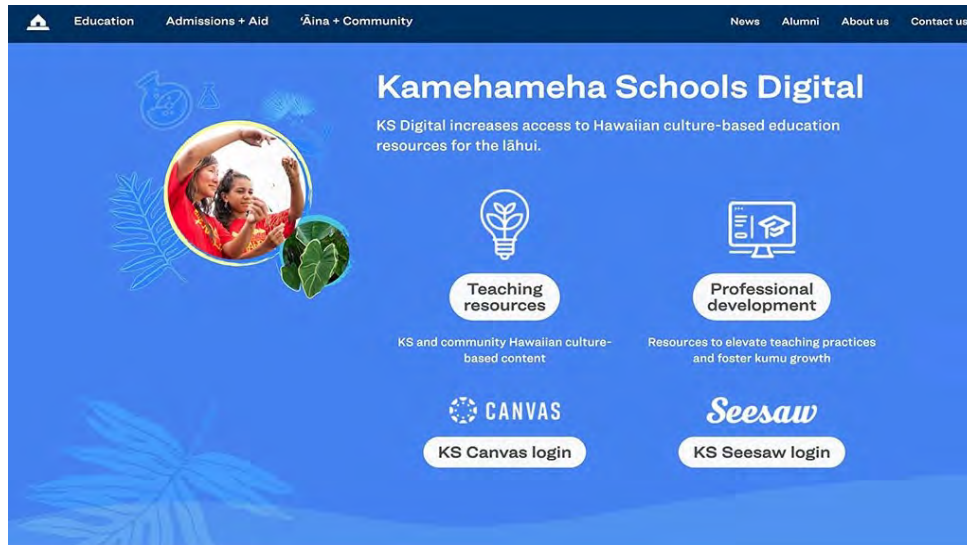 Education Admissions + Aid ʻĀina + Community News Alumni About us Contact us
Kamehameha Schools Digital
KS Digital increases access to Hawaiian culture-based education
resources for the lāhui.
Teaching
resources
KS and community Hawaiian culture-
based content
Professional
development
Resources to elevate teaching practices
and foster kumu growth
CANVAS
KS Canvas login
Seesaw
KS Seesaw login